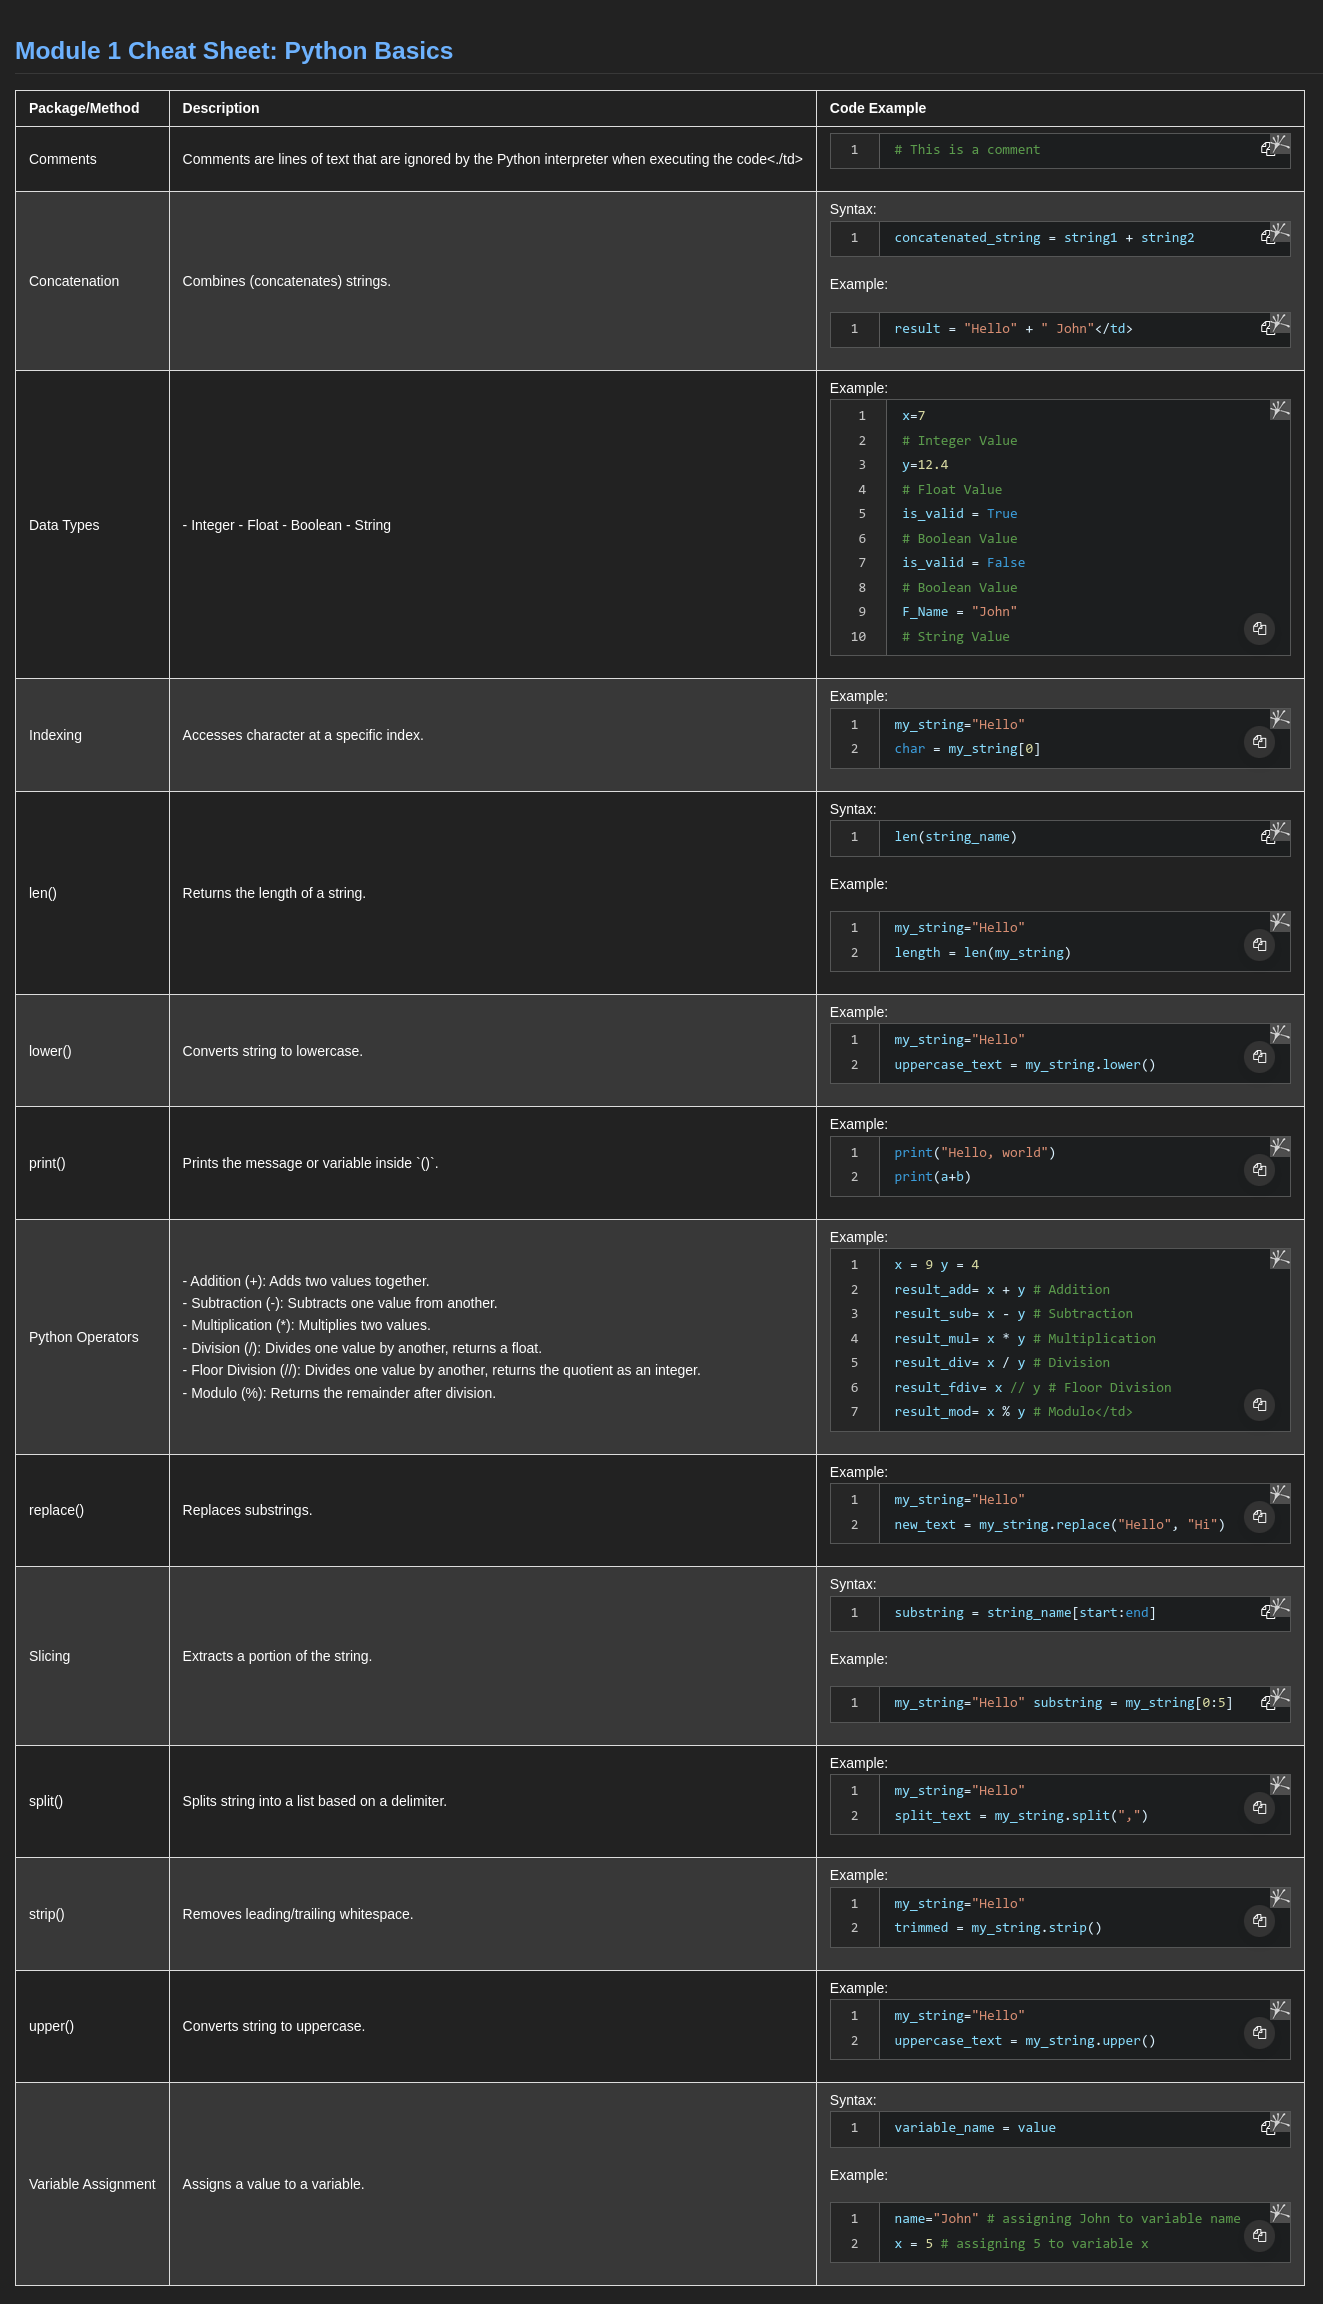 Module 1 Cheat Sheet: Python Basics
Package/Method
Description
Code Example
Comments
Comments are lines of text that are ignored by the Python interpreter when executing the code<./td>
1 # This is a comment
Concatenation
Combines (concatenates) strings.
Syntax:
1 concatenated_string = string1 + string2
Example:
1 result = "Hello" + " John"</td>
Data Types
- Integer - Float - Boolean - String
Example:
1 x=7
2 # Integer Value
3 y=12.4
4 # Float Value
5 is_valid = True
6 # Boolean Value
7 is_valid = False
8 # Boolean Value
9 F_Name = "John"
10 # String Value
Indexing
Accesses character at a specific index.
Example:
1 my_string="Hello"
2 char = my_string[0]
len()
Returns the length of a string.
Syntax:
1 len(string_name)
Example:
1 my_string="Hello"
2 length = len(my_string)
lower()
Converts string to lowercase.
Example:
1 my_string="Hello"
2 uppercase_text = my_string.lower()
print()
Prints the message or variable inside `()`.
Example:
1 print("Hello, world")
2 print(a+b)
Python Operators
- Addition (+): Adds two values together.
- Subtraction (-): Subtracts one value from another.
- Multiplication (*): Multiplies two values.
- Division (/): Divides one value by another, returns a float.
- Floor Division (//): Divides one value by another, returns the quotient as an integer.
- Modulo (%): Returns the remainder after division.
Example:
1 x = 9 y = 4
2 result_add= x + y # Addition
3 result_sub= x - y # Subtraction
4 result_mul= x * y # Multiplication
5 result_div= x / y # Division
6 result_fdiv= x // y # Floor Division
7 result_mod= x % y # Modulo</td>
replace()
Replaces substrings.
Example:
1 my_string="Hello"
2 new_text = my_string.replace("Hello", "Hi")
Slicing
Extracts a portion of the string.
Syntax:
1 substring = string_name[start:end]
Example:
1 my_string="Hello" substring = my_string[0:5]
split()
Splits string into a list based on a delimiter.
Example:
1 my_string="Hello"
2 split_text = my_string.split(",")
strip()
Removes leading/trailing whitespace.
Example:
1 my_string="Hello"
2 trimmed = my_string.strip()
upper()
Converts string to uppercase.
Example:
1 my_string="Hello"
2 uppercase_text = my_string.upper()
Variable Assignment
Assigns a value to a variable.
Syntax:
1 variable_name = value
Example:
1 name="John" # assigning John to variable name
2 x = 5 # assigning 5 to variable x